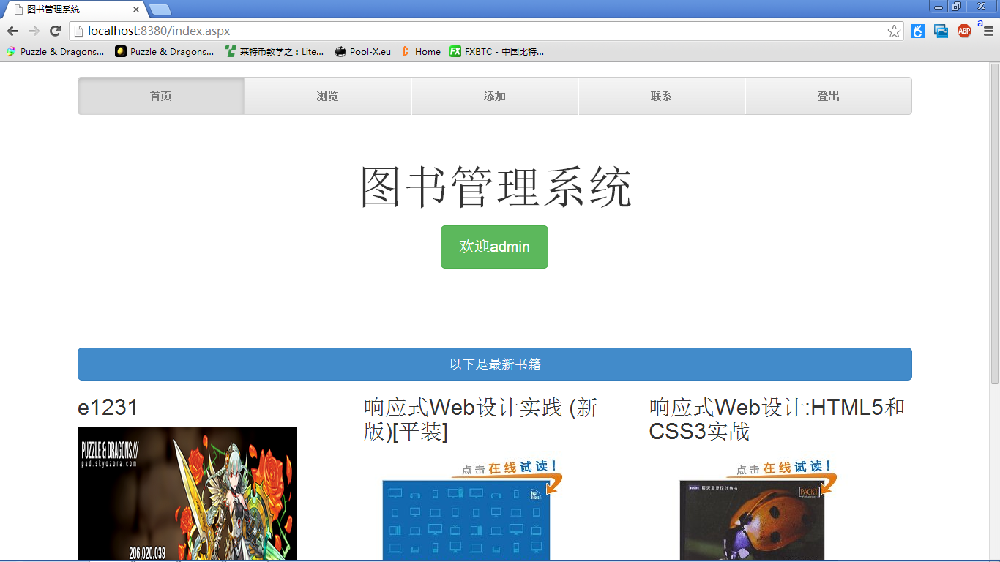 图书管理系统
localhost:8380/index.aspx
ABP
a
Puzzle & Dragons...
Puzzle & Dragons...
莱特币教学之：Lite...
Pool-X.eu
Home
FX
FXBTC - 中国比特...
首页
浏览
添加
联系
登出
图书管理系统
欢迎admin
以下是最新书籍
e1231
响应式Web设计实践 (新
版)[平装]
响应式Web设计:HTML5和
CSS3实战
PUZZLE & DRAGONS///
pad.skyozora.com
206,020,039
点击在线试读！
New
Riders
点击在线试读！
[PACKT]